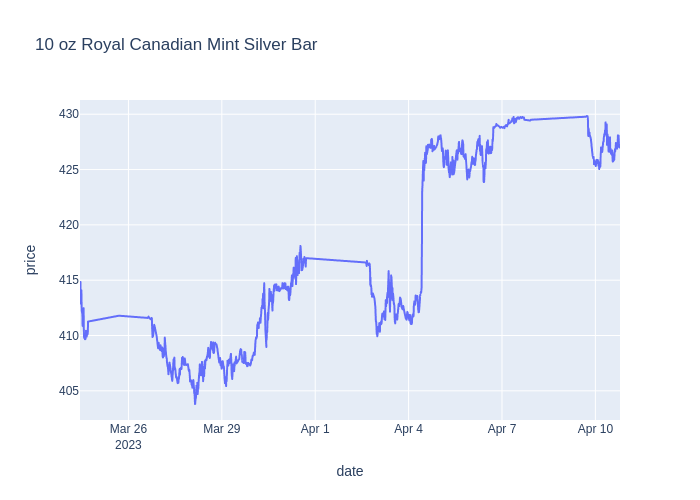 10 oz Royal Canadian Mint Silver Bar
430
425
420
415
410
405
price
Mar 26
2023
Mar 29
Apr 1
Apr 4
Apr 7
Apr 10
date